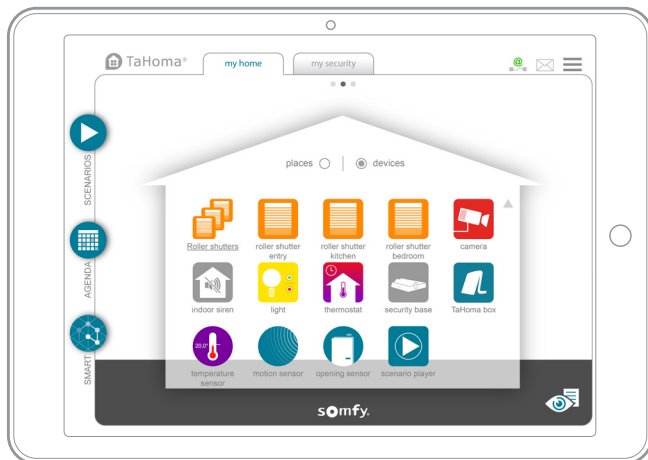 TaHoma®
my home
my security
@
places
devices
SCENARIOS
AGENDA
SMART
Roller shutters
roller shutter
entry
roller shutter
kitchen
roller shutter
bedroom
camera
indoor siren
light
thermostat
security base
TaHoma box
20.0°
temperature
sensor
motion sensor
opening sensor
scenario player
somfy.